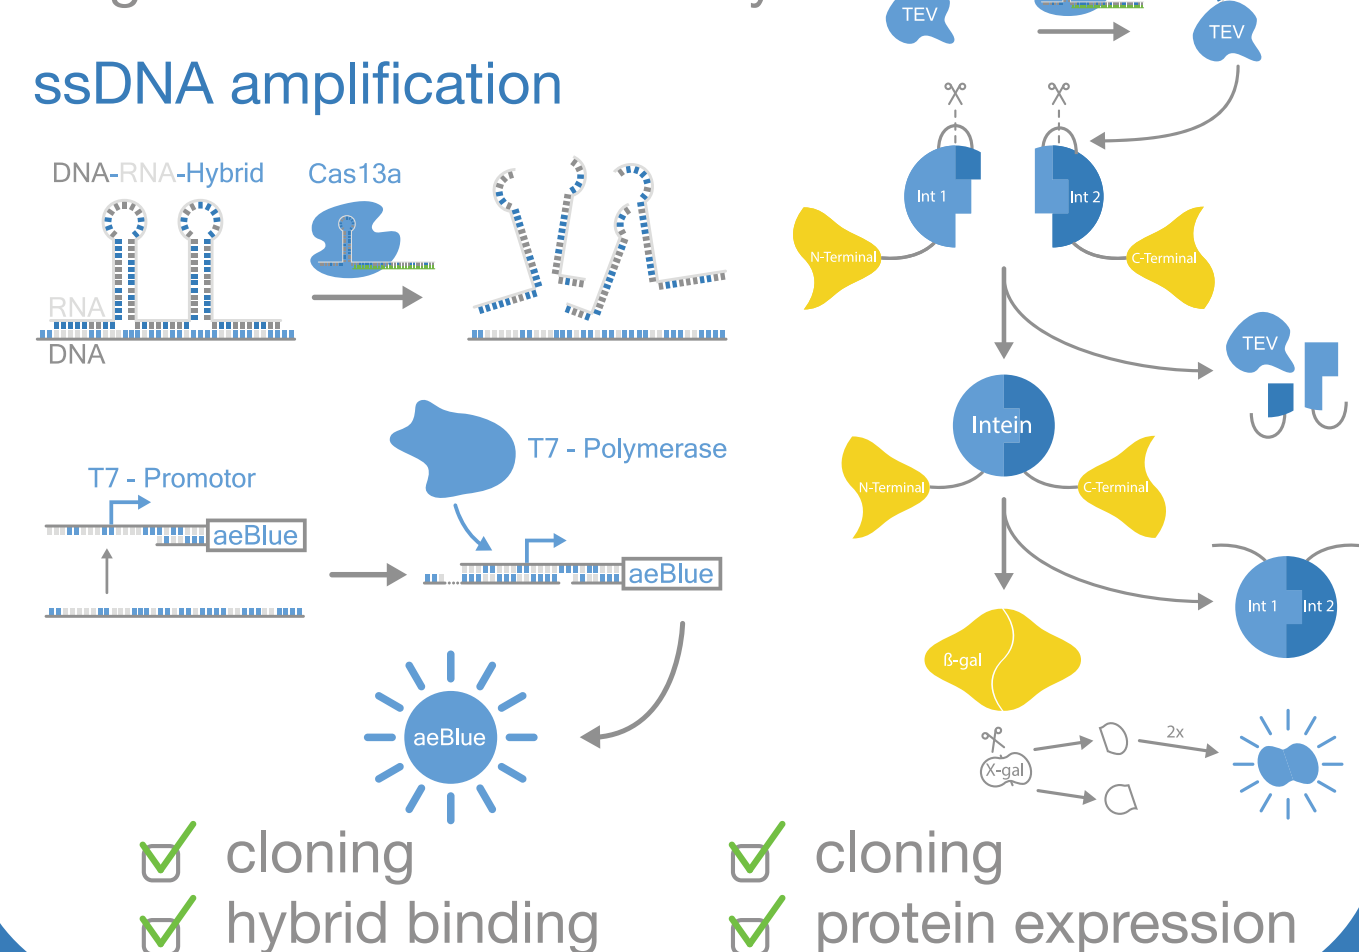 TEV
TEV
ssDNA amplification
DNA-RNA-Hybrid
Cas13a
RNA
DNA
Int 1
Int 2
N-Terminal
C-Terminal
TEV
Intein
N-Terminal
C-Terminal
T7 - Promotor
aeBlue
T7 - Polymerase
aeBlue
aeBlue
Int 1
Int 2
ß-gal
X-gal
2x
cloning
hybrid binding
cloning
protein expression